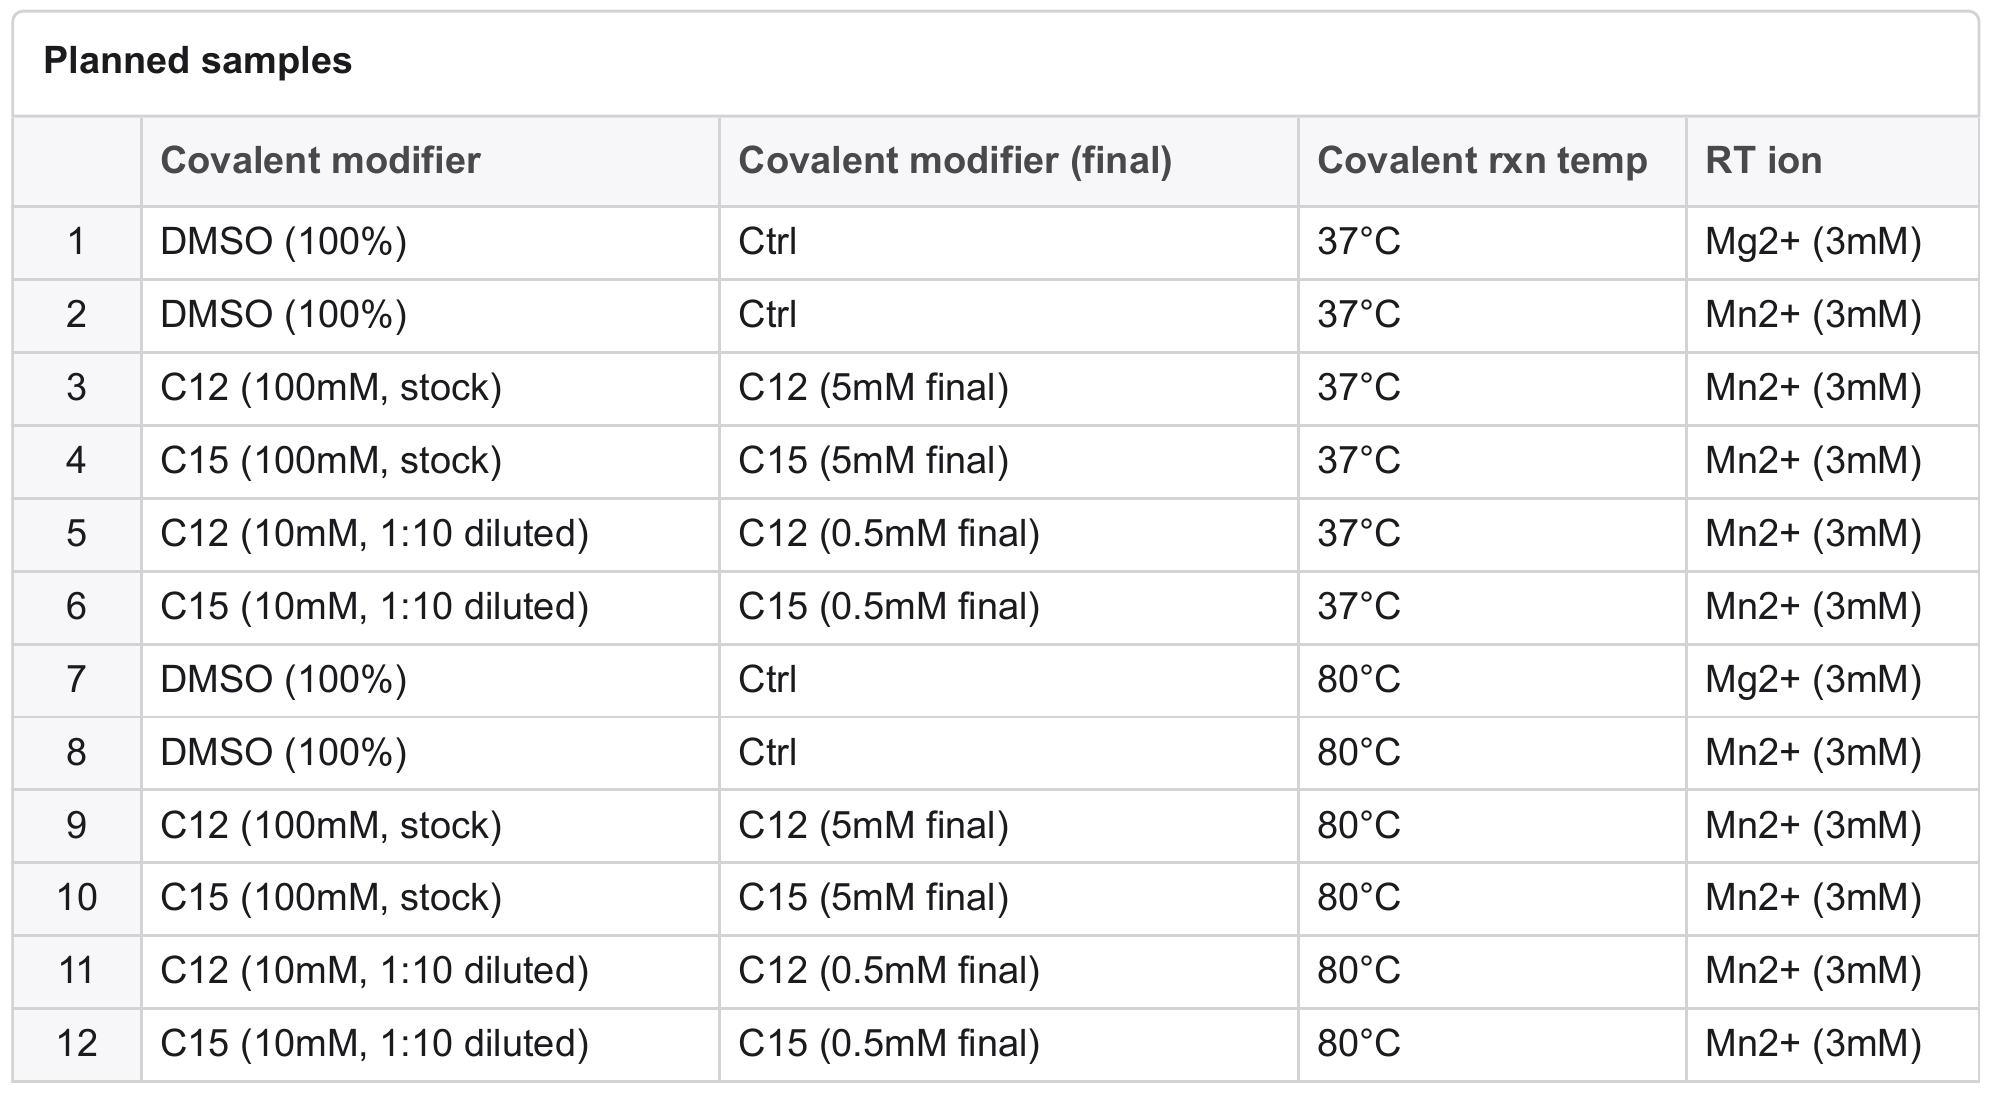 Planned samples
Covalent modifier Covalent modifier (final) Covalent rxn temp RT ion
1 DMSO (100%) Ctrl 37°C Mg2+ (3mM)
2 DMSO (100%) Ctrl 37°C Mn2+ (3mM)
3 C12 (100mM, stock) C12 (5mM final) 37°C Mn2+ (3mM)
4 C15 (100mM, stock) C15 (5mM final) 37°C Mn2+ (3mM)
5 C12 (10mM, 1:10 diluted) C12 (0.5mM final) 37°C Mn2+ (3mM)
6 C15 (10mM, 1:10 diluted) C15 (0.5mM final) 37°C Mn2+ (3mM)
7 DMSO (100%) Ctrl 80°C Mg2+ (3mM)
8 DMSO (100%) Ctrl 80°C Mn2+ (3mM)
9 C12 (100mM, stock) C12 (5mM final) 80°C Mn2+ (3mM)
10 C15 (100mM, stock) C15 (5mM final) 80°C Mn2+ (3mM)
11 C12 (10mM, 1:10 diluted) C12 (0.5mM final) 80°C Mn2+ (3mM)
12 C15 (10mM, 1:10 diluted) C15 (0.5mM final) 80°C Mn2+ (3mM)